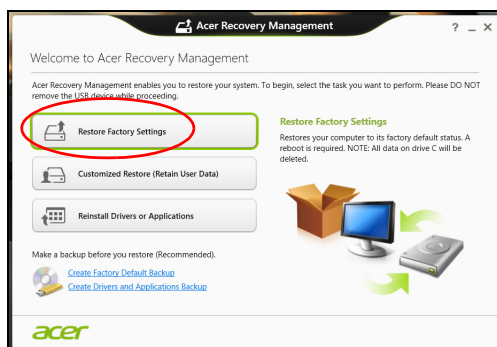 Acer Recovery Management
? _ X
Welcome to Acer Recovery Management
Acer Recovery Management enables you to restore your system. To begin, select the task you want to perform. Please DO NOT
remove the USB device while proceeding.
Restore Factory Settings
Customized Restore (Retain User Data)
Reinstall Drivers or Applications
Restore Factory Settings
Restores your computer to its factory default status. A
reboot is required. NOTE: All data on drive C will be
deleted.
Make a backup before you restore (Recommended).
Create Factory Default Backup
Create Drivers and Applications Backup
acer